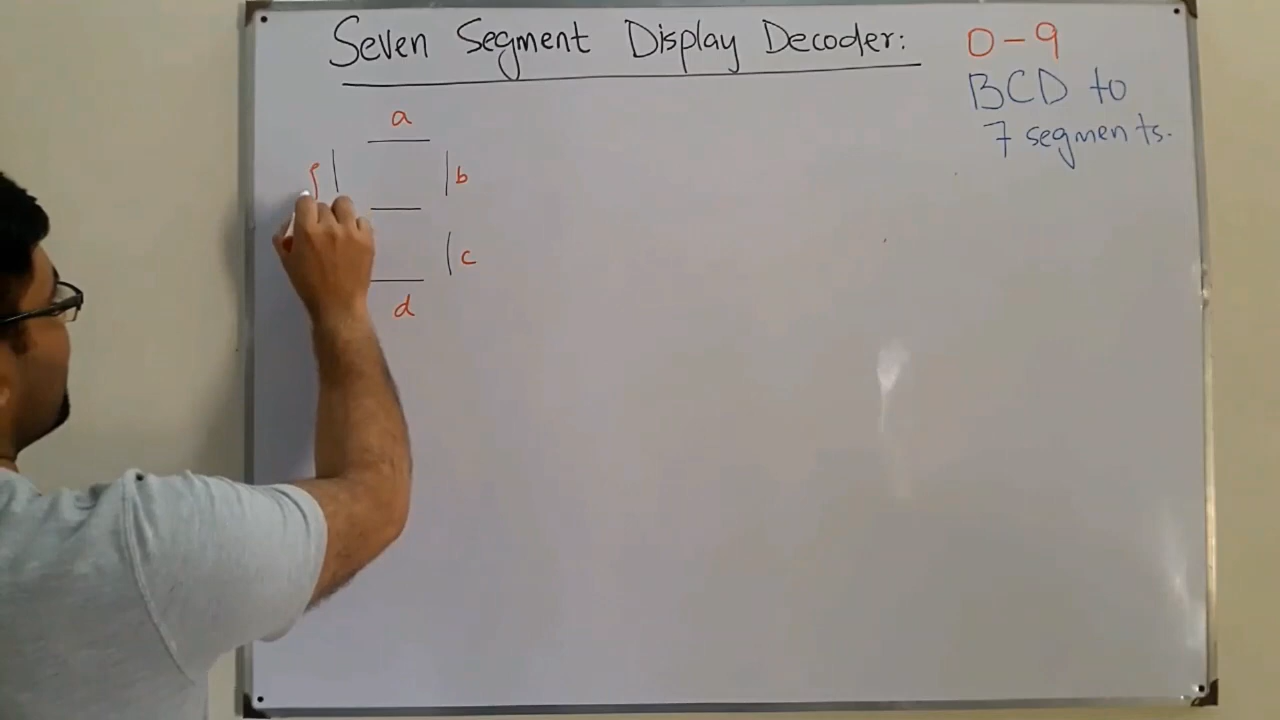 Seven Segment Display Decoder:
0-9
BCD to
7 segments.
a
f
b
c
d